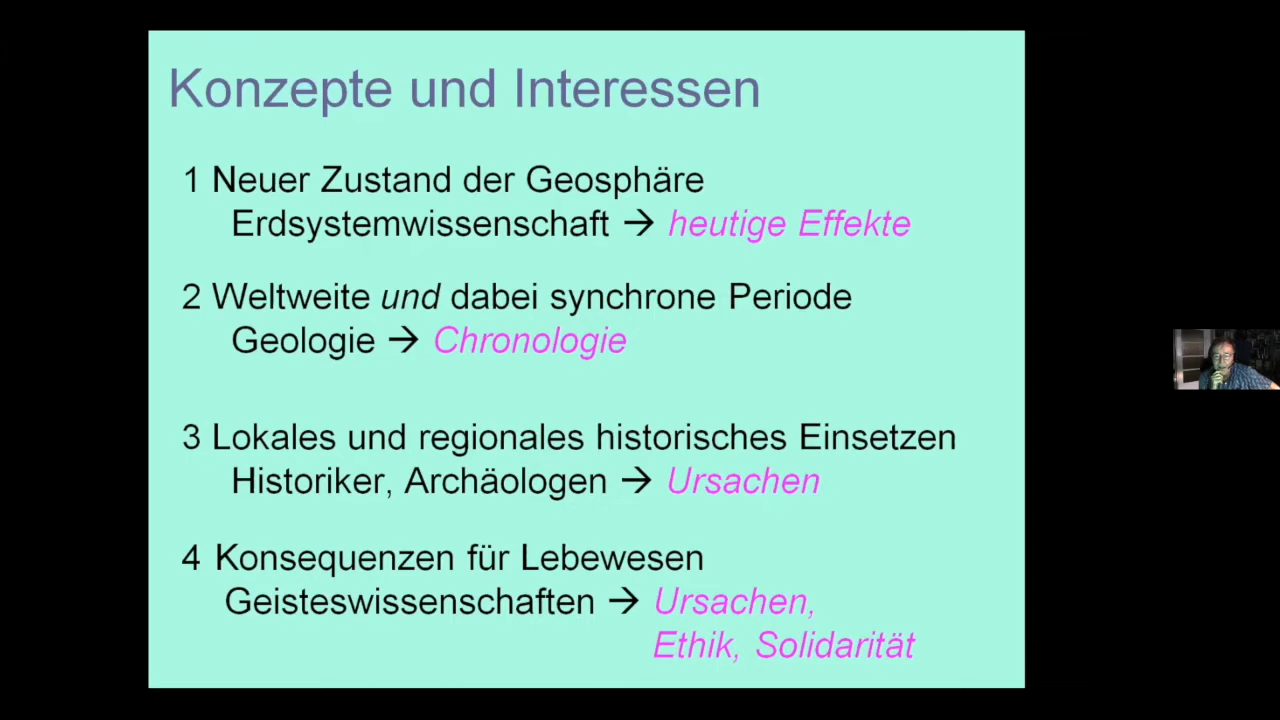 Konzepte und Interessen
1 Neuer Zustand der Geosphäre
Erdsystemwissenschaft → heutige Effekte
2 Weltweite und dabei synchrone Periode
Geologie → Chronologie
3 Lokales und regionales historisches Einsetzen
Historiker, Archäologen → Ursachen
4 Konsequenzen für Lebewesen
Geisteswissenschaften → Ursachen,
Ethik, Solidarität